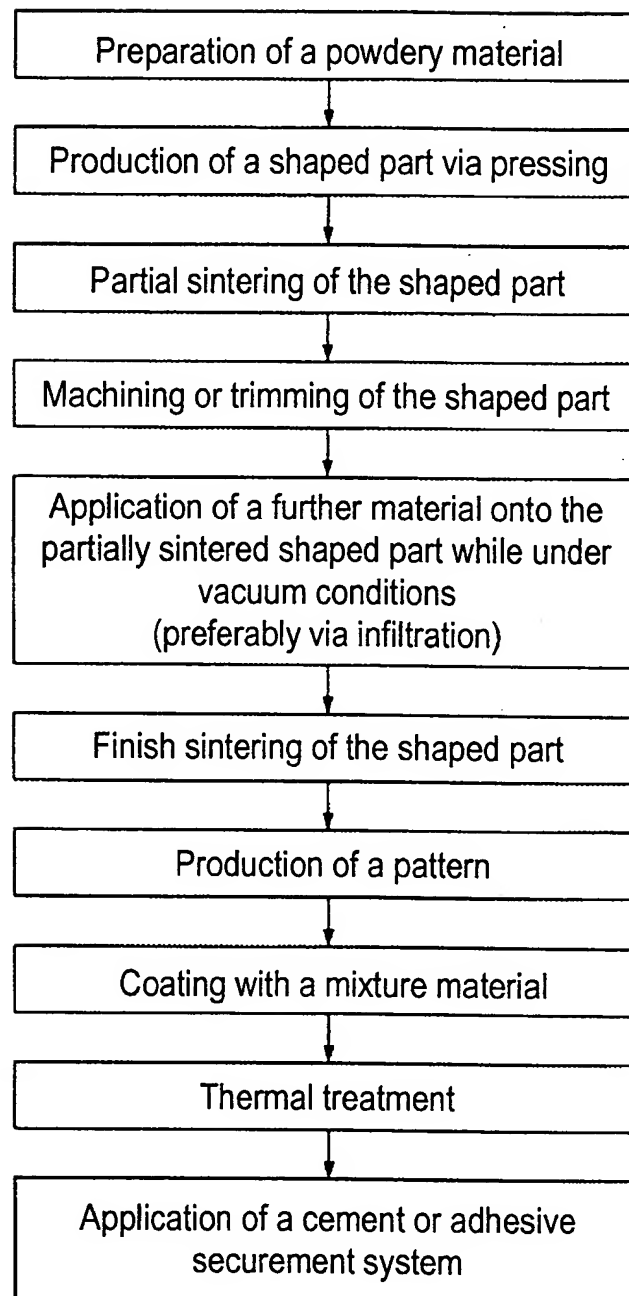 Preparation of a powdery material
Production of a shaped part via pressing
Partial sintering of the shaped part
Machining or trimming of the shaped part
Application of a further material onto the
partially sintered shaped part while under
vacuum conditions
(preferably via infiltration)
Finish sintering of the shaped part
Production of a pattern
Coating with a mixture material
Thermal treatment
Application of a cement or adhesive
securement system